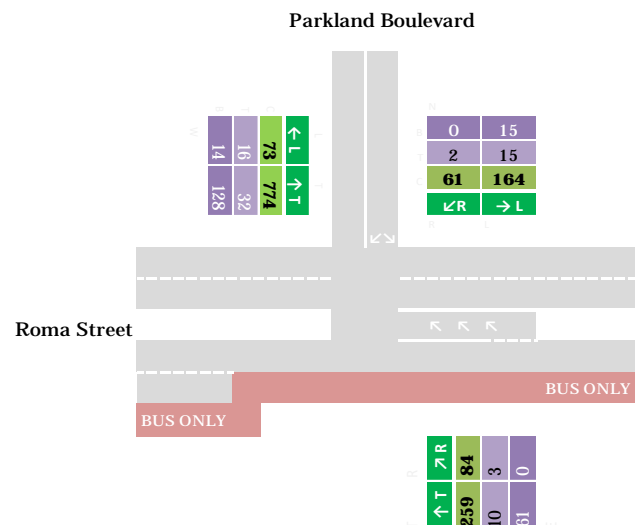 Parkland Boulevard
0 15
2 15
61 164
↙R →L
14 16 73 ←L
128 32 774 ↑T
Roma Street
BUS ONLY
BUS ONLY
↗R 84 3 0
↑T 259 10 61